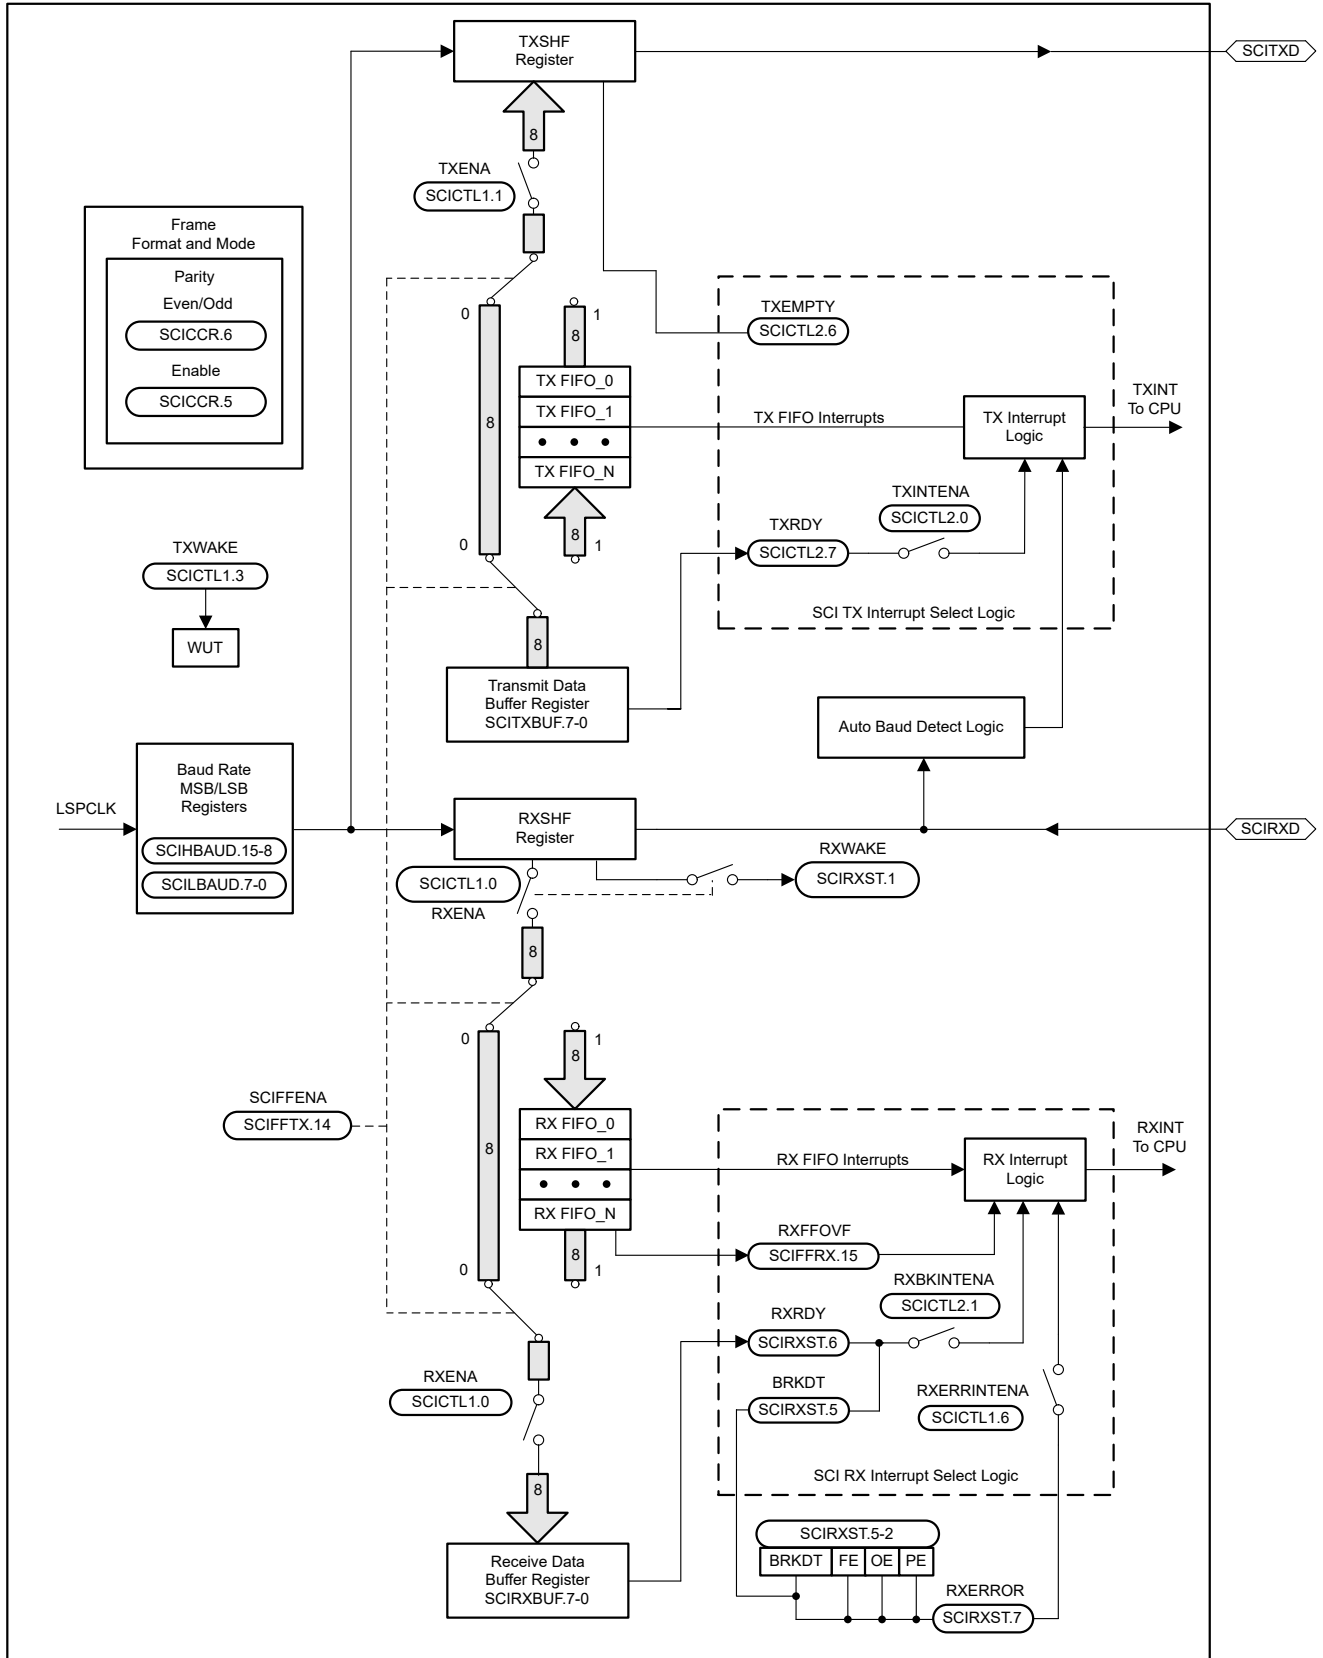 TXSHF
Register
SCITXD
8
TXENA
SCICTL1.1
Frame
Format and Mode
Parity
Even/Odd
SCICCR.6
Enable
SCICCR.5
0
1
8
TXEMPTY
SCICTL2.6
TX FIFO_0
TX FIFO_1
• • •
TX FIFO_N
8
TX FIFO Interrupts
TX Interrupt
Logic
TXINT
To CPU
TXINTENA
SCICTL2.0
TXRDY
SCICTL2.7
0
8
1
SCI TX Interrupt Select Logic
TXWAKE
SCICTL1.3
WUT
8
Transmit Data
Buffer Register
SCITXBUF.7-0
Auto Baud Detect Logic
LSPCLK
Baud Rate
MSB/LSB
Registers
SCIHBAUD.15-8
SCILBAUD.7-0
RXSHF
Register
SCIRXD
SCICTL1.0
RXENA
RXWAKE
SCIRXST.1
8
0
8
1
SCIFFENA
SCIFFTX.14
8
RX FIFO_0
RX FIFO_1
• • •
RX FIFO_N
RX FIFO Interrupts
RX Interrupt
Logic
RXINT
To CPU
RXFFOVF
SCIFFRX.15
0
8
1
RXBKINTENA
SCICTL2.1
RXRDY
SCIRXST.6
BRKDT
SCIRXST.5
RXERRINTENA
SCICTL1.6
RXENA
SCICTL1.0
SCI RX Interrupt Select Logic
8
Receive Data
Buffer Register
SCIRXBUF.7-0
SCIRXST.5-2
BRKDT FE OE PE
RXERROR
SCIRXST.7